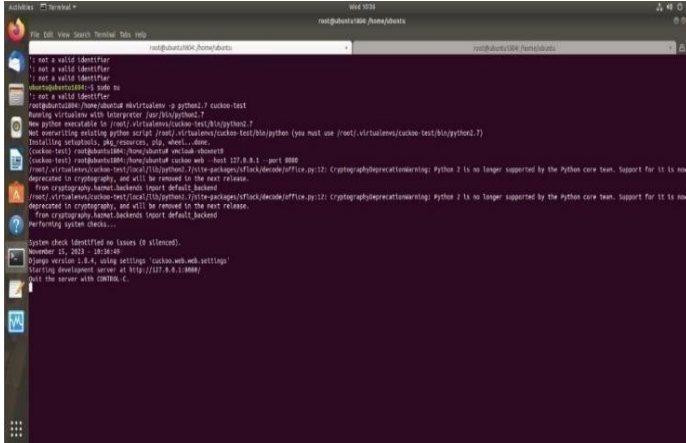 Activities Terminal Wed 10:36
root@ubuntu1804: /home/ubuntu
File Edit View Search Terminal Tabs Help
root@ubuntu1804: /home/ubuntu root@ubuntu1804: /home/ubuntu
': not a valid identifier
': not a valid identifier
': not a valid identifier
ubuntu@ubuntu1804:~$ sudo su
': not a valid identifier
root@ubuntu1804:/home/ubuntu# mkvirtualenv -p python2.7 cuckoo-test
Running virtualenv with interpreter /usr/bin/python2.7
New python executable in /root/.virtualenvs/cuckoo-test/bin/python2.7
Not overwriting existing python script /root/.virtualenvs/cuckoo-test/bin/python (you must use /root/.virtualenvs/cuckoo-test/bin/python2.7)
Installing setuptools, pkg_resources, pip, wheel...done.
(cuckoo-test) root@ubuntu1804:/home/ubuntu# vmcloak-vboxnet0
(cuckoo-test) root@ubuntu1804:/home/ubuntu# cuckoo web --host 127.0.0.1 --port 8080
/root/.virtualenvs/cuckoo-test/local/lib/python2.7/site-packages/sflock/decode/office.py:12: CryptographyDeprecationWarning: Python 2 is no longer supported by the Python core team. Support for it is now
deprecated in cryptography, and will be removed in the next release.
from cryptography.hazmat.backends import default_backend
/root/.virtualenvs/cuckoo-test/local/lib/python2.7/site-packages/sflock/decode/office.py:12: CryptographyDeprecationWarning: Python 2 is no longer supported by the Python core team. Support for it is now
deprecated in cryptography, and will be removed in the next release.
from cryptography.hazmat.backends import default_backend
Performing system checks...
System check identified no issues (0 silenced).
November 15, 2023 - 10:36:49
Django version 1.8.4, using settings 'cuckoo.web.web.settings'
Starting development server at http://127.0.0.1:8080/
Quit the server with CONTROL-C.